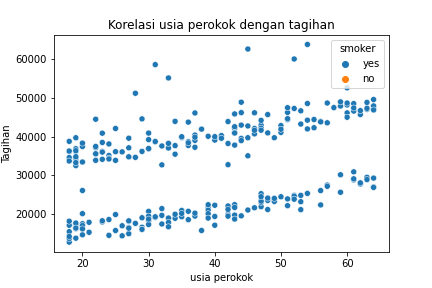 Korelasi usia perokok dengan tagihan
smoker
yes
no
60000
50000
40000
30000
20000
Tagihan
20
30
40
50
60
usia perokok